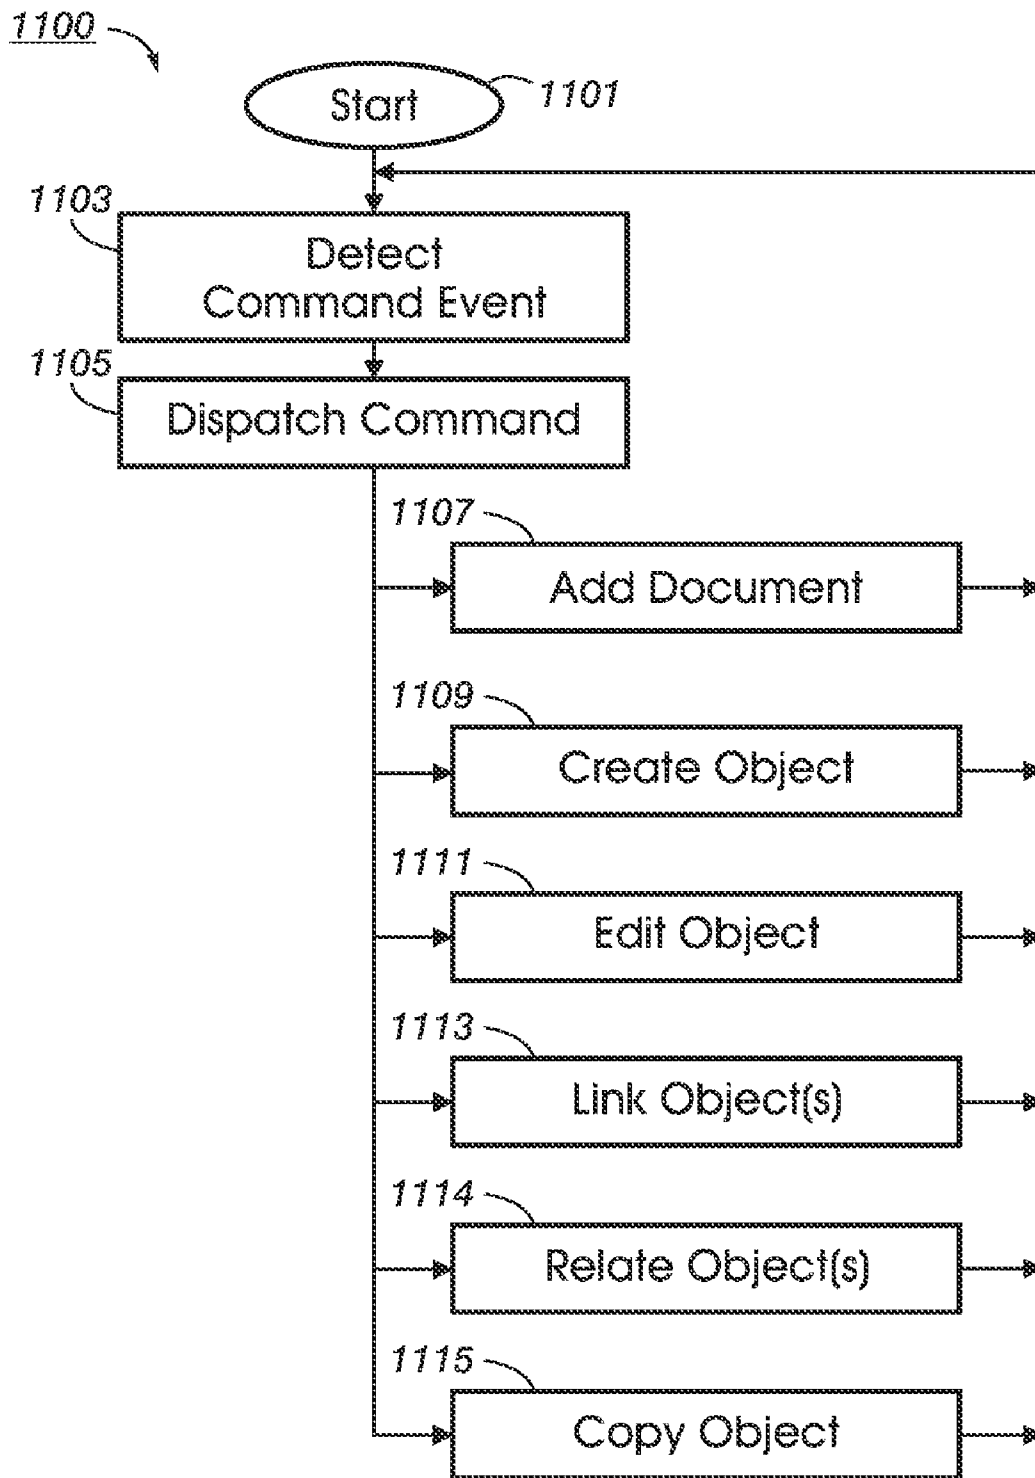 1100
Start
1101
1103
Detect
Command Event
1105
Dispatch Command
1107
Add Document
1109
Create Object
1111
Edit Object
1113
Link Object(s)
1114
Relate Object(s)
1115
Copy Object